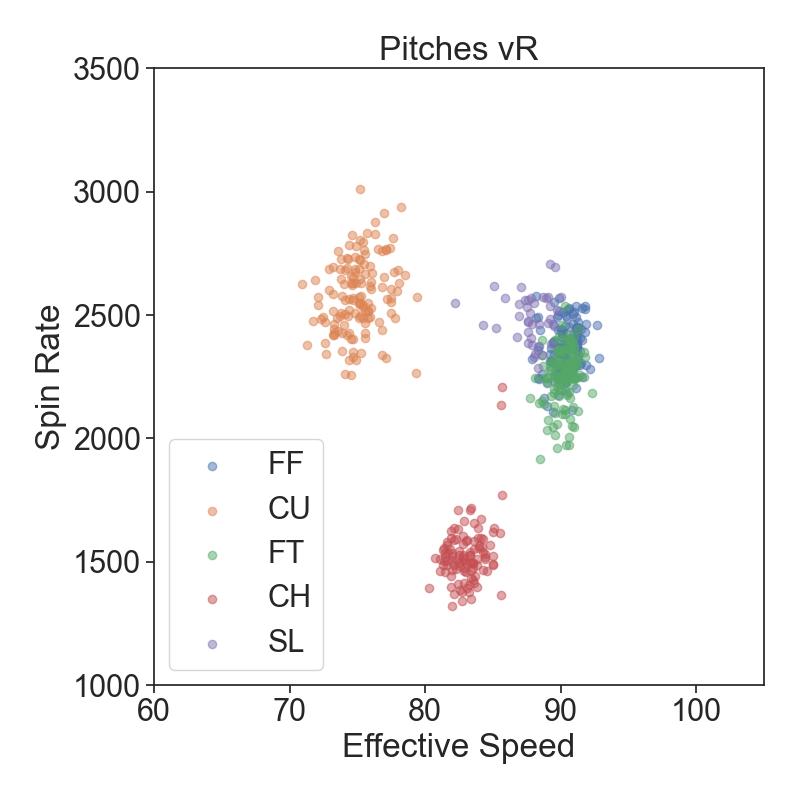 Pitches vR
3500
3000
2500
2000
1500
1000
Spin Rate
FF
CU
FT
CH
SL
60 70 80 90 100
Effective Speed